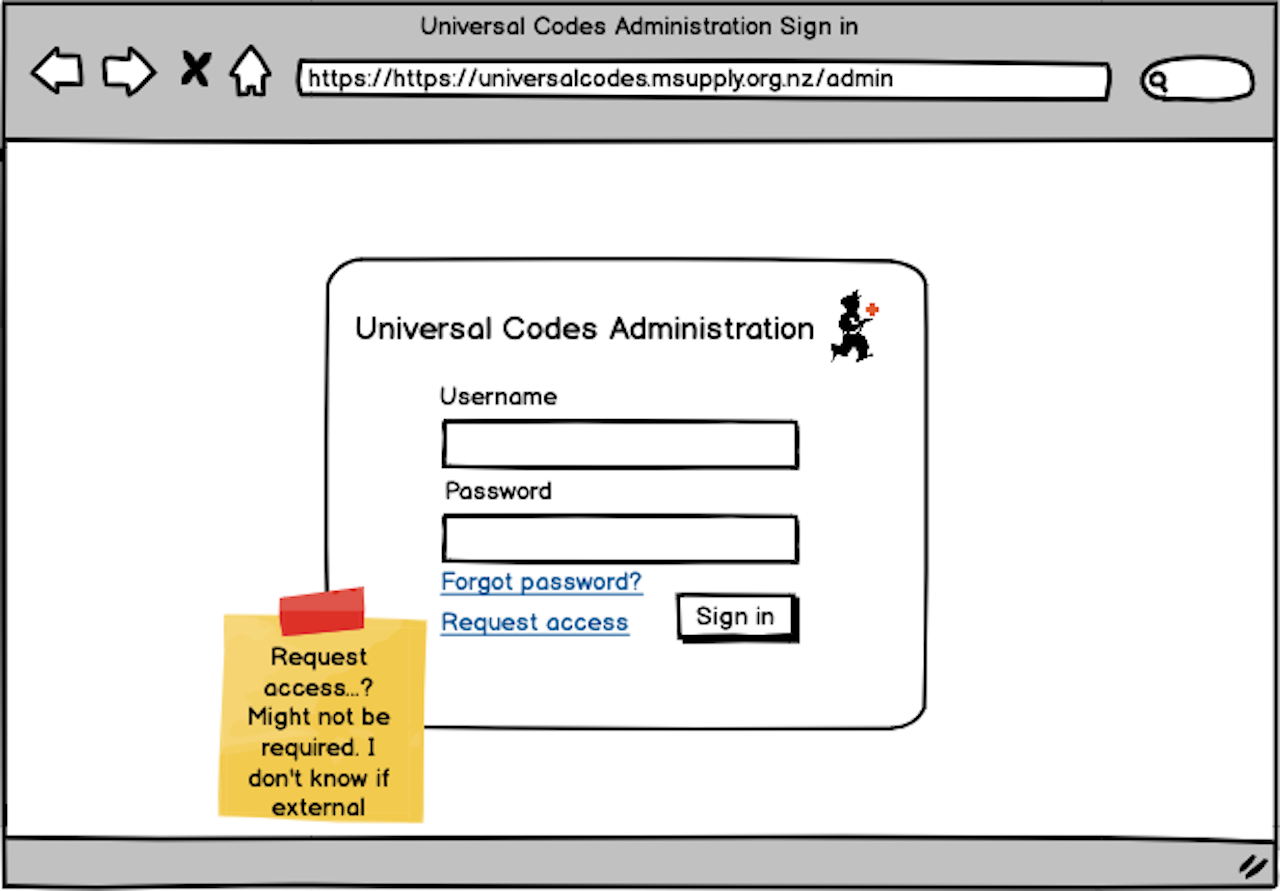 Universal Codes Administration Sign in
https://https://universalcodes.msupply.org.nz/admin
Universal Codes Administration
Username
Password
Forgot password?
Request access
Sign in
Request
access...?
Might not be
required. I
don't know if
external